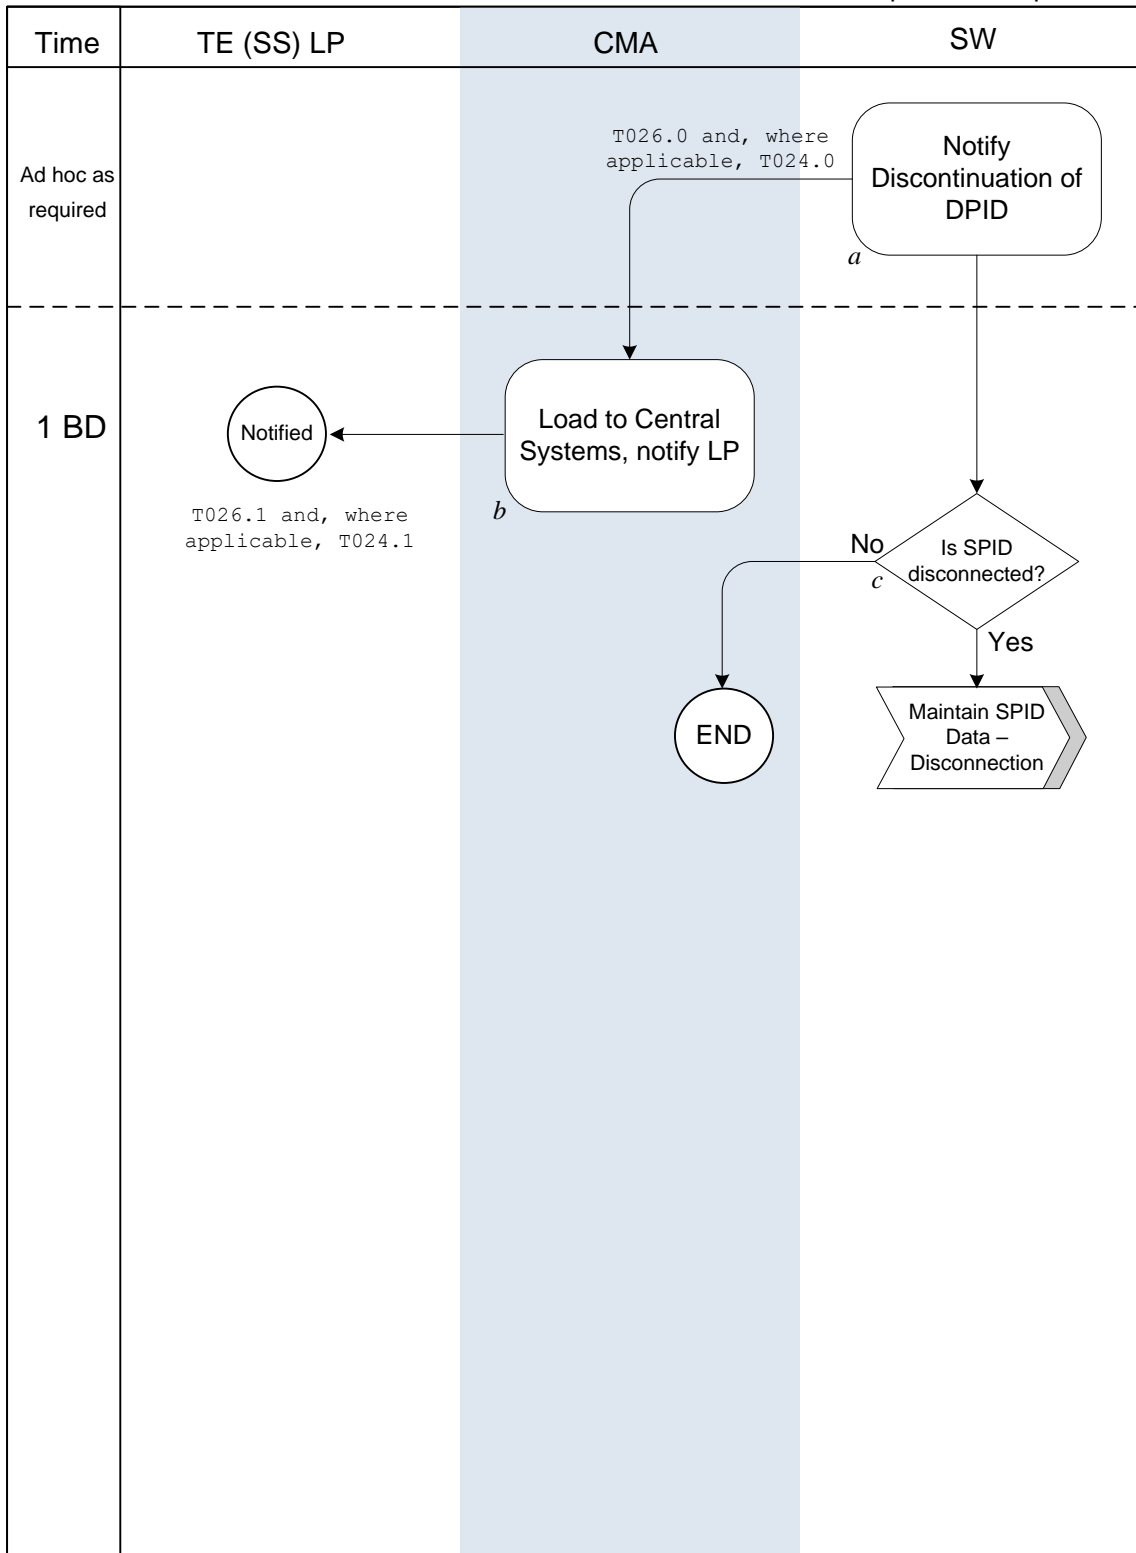 Time
TE (SS) LP
CMA
SW
Ad hoc as
required
T026.0 and, where
applicable, T024.0
Notify
Discontinuation of
DPID
a
1 BD
Notified
T026.1 and, where
applicable, T024.1
Load to Central
Systems, notify LP
b
No
Is SPID
disconnected?
c
Yes
END
Maintain SPID
Data –
Disconnection